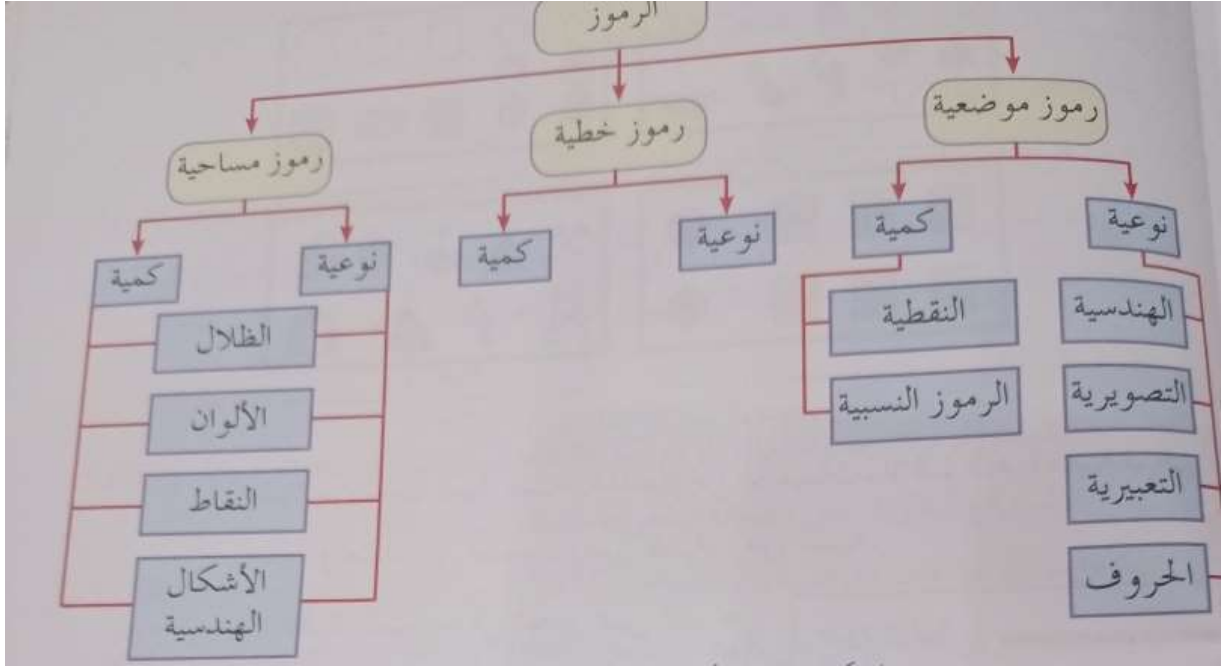 الرموز
رموز موضعية
رموز خطية
رموز مساحية
نوعية
كمية
نوعية
كمية
نوعية
كمية
الهندسية
التصويرية
التعبيرية
الحروف
النقطية
الرموز النسبية
الظلال
الألوان
النقاط
الأشكال
الهندسية